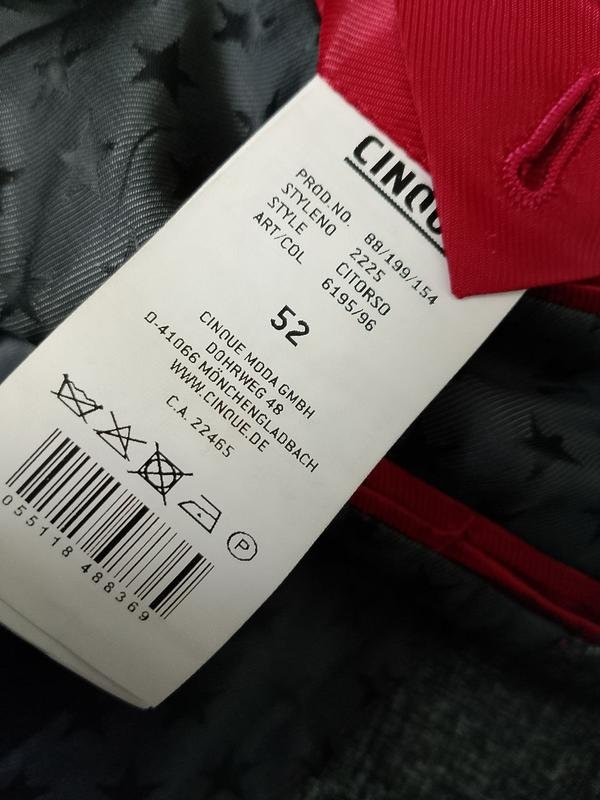 CINQUE
PROD.NO. 88/199/154
STYLENO 2225
STYLE CITORSO
ART/COL 6195/96
52
CINQUE MODA GMBH
DOHRWEG 48
D-41066 MÖNCHENGLADBACH
WWW.CINQUE.DE
C.A. 22465
P
055118 488369